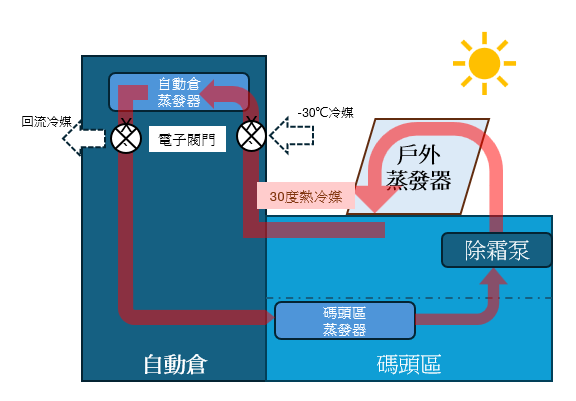 自動倉
蒸發器
回流冷媒
電子閥門
-30℃冷媒
戶外
蒸發器
30度熱冷媒
除霜泵
碼頭區
蒸發器
自動倉
碼頭區